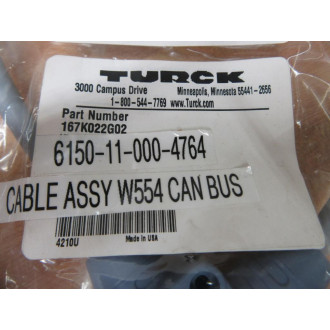 TURCK
3000 Campus Drive Minneapolis, Minnesota 55441-2656
1-800-544-7769 www.Turck.com
Part Number
167K022G02
6150-11-000-4764
CABLE ASSY W554 CAN BUS
4210U Made in USA